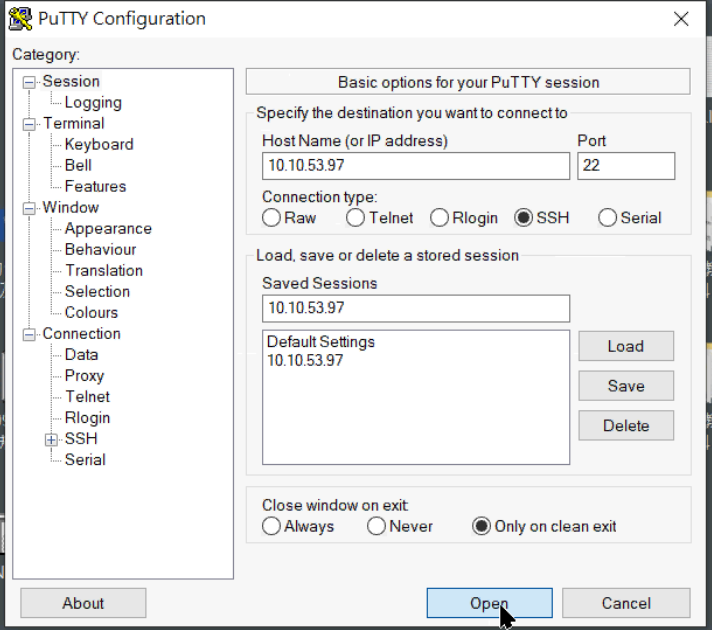 PuTTY Configuration
Category:
Session
Logging
Terminal
Keyboard
Bell
Features
Window
Appearance
Behaviour
Translation
Selection
Colours
Connection
Data
Proxy
Telnet
Rlogin
SSH
Serial
Basic options for your PuTTY session
Specify the destination you want to connect to
Host Name (or IP address) Port
10.10.53.97 22
Connection type:
Raw Telnet Rlogin SSH Serial
Load, save or delete a stored session
Saved Sessions
10.10.53.97
Default Settings
10.10.53.97
Load
Save
Delete
Close window on exit:
Always Never Only on clean exit
About Open Cancel